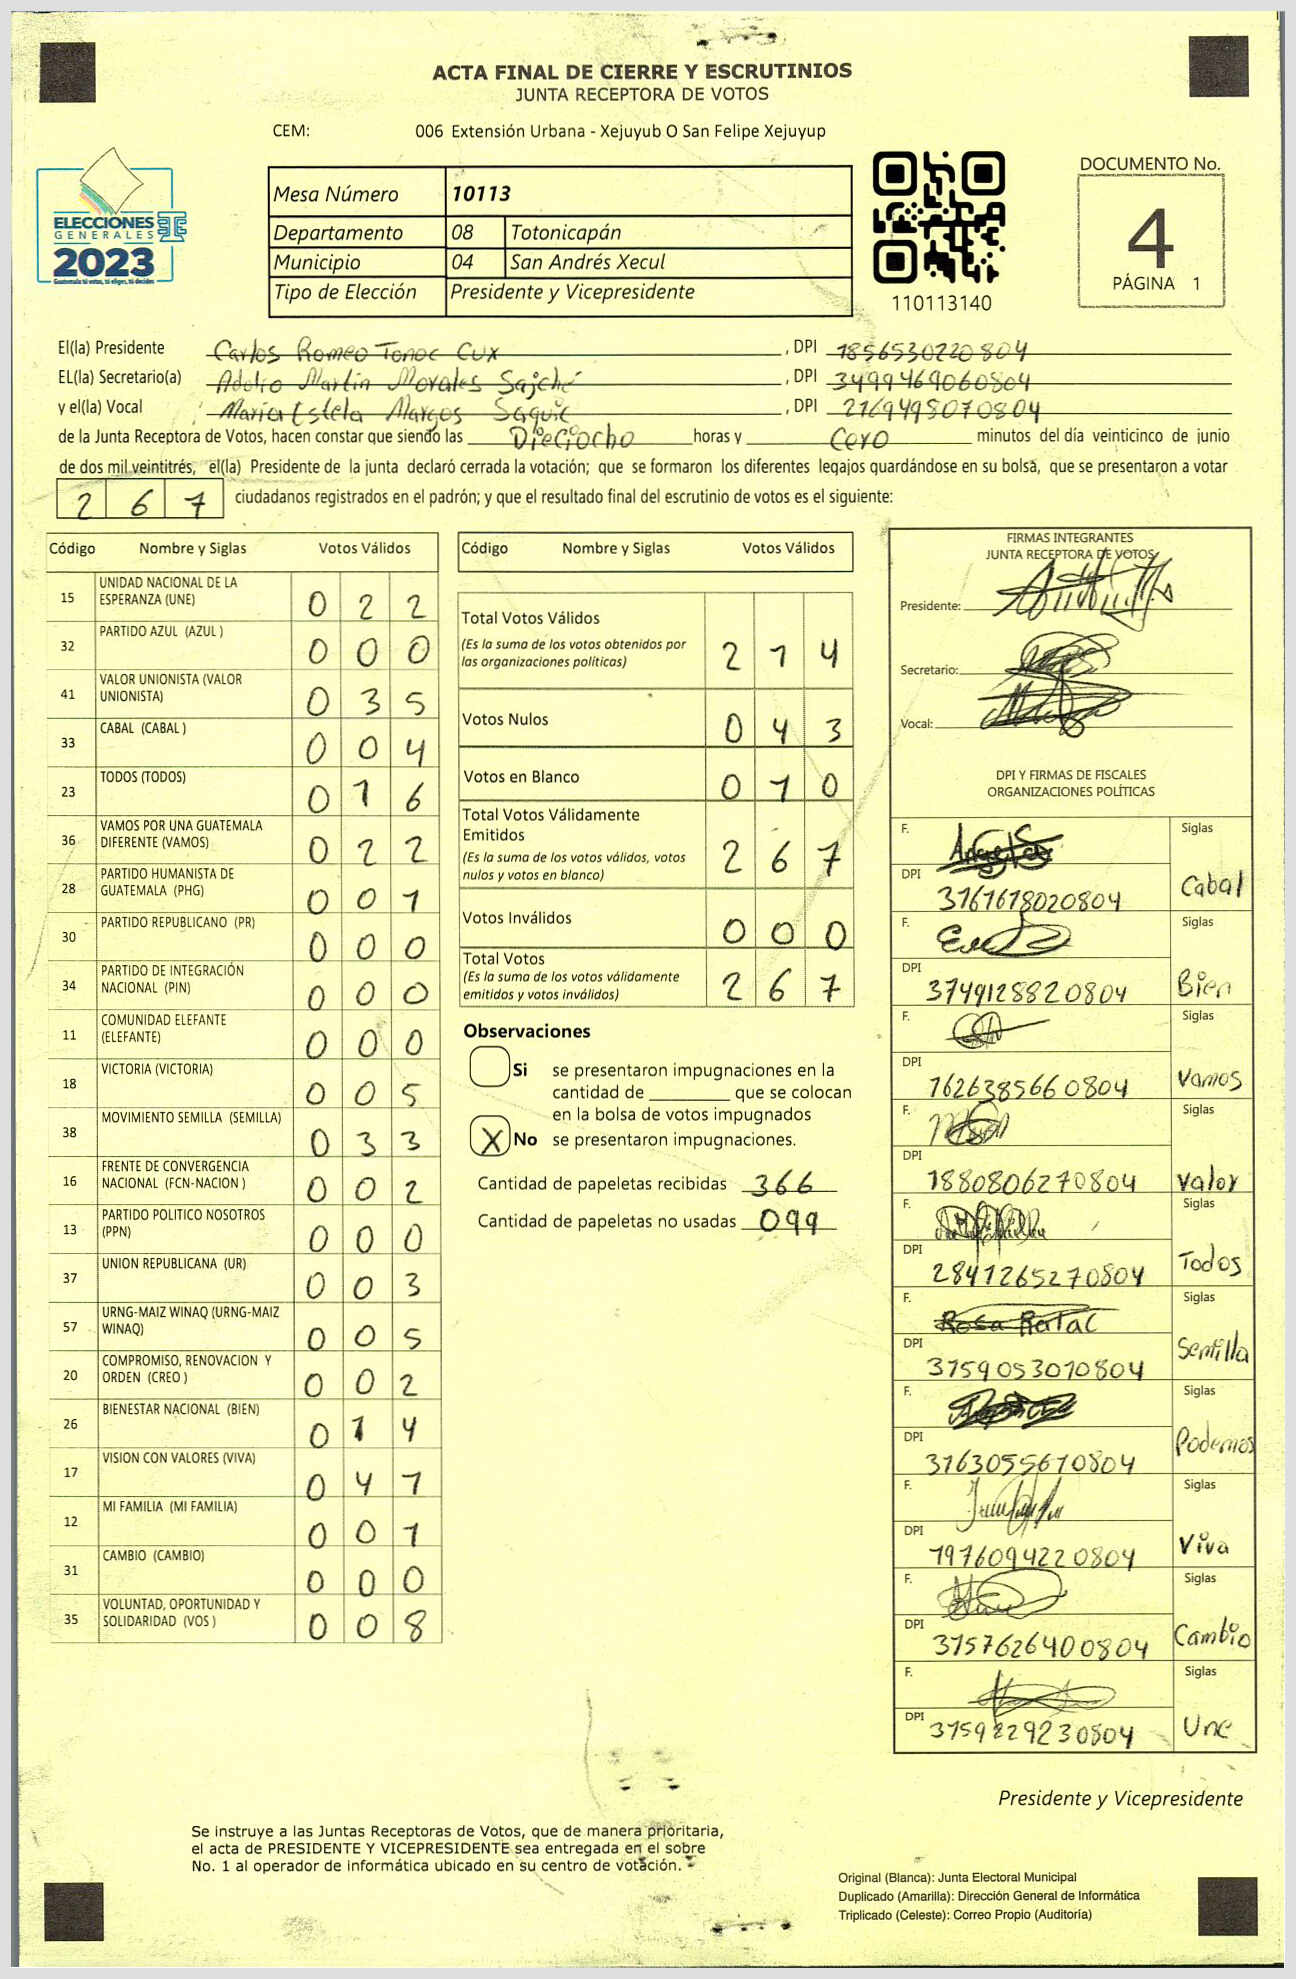 ACTA FINAL DE CIERRE Y ESCRUTINIOS
JUNTA RECEPTORA DE VOTOS
CEM: 006 Extensión Urbana - Xejuyub O San Felipe Xejuyup
ELECCIONES
GENERALES
2023
Guatemala tú votas, tú eliges, tú decides
Mesa Número 10113
Departamento 08 Totonicapán
Municipio 04 San Andrés Xecul
Tipo de Elección Presidente y Vicepresidente
110113140
DOCUMENTO No.
4
PÁGINA 1
El(la) Presidente Carlos Romeo Tonoc Cux, DPI 1856530220804
EL(la) Secretario(a) Adolfo Martin Morales Sajché, DPI 3499469060804
y el(la) Vocal María Estela Margos Saquic, DPI 2769498070804
de la Junta Receptora de Votos, hacen constar que siendo las Dieciocho horas y Cero minutos del día veinticinco de junio
de dos mil veintitrés, el(la) Presidente de la junta declaró cerrada la votación; que se formaron los diferentes legajos guardándose en su bolsa, que se presentaron a votar
267 ciudadanos registrados en el padrón; y que el resultado final del escrutinio de votos es el siguiente:
Código Nombre y Siglas Votos Válidos
15 UNIDAD NACIONAL DE LA ESPERANZA (UNE) 0 2 2
32 PARTIDO AZUL (AZUL ) 0 0 0
41 VALOR UNIONISTA (VALOR UNIONISTA) 0 3 5
33 CABAL (CABAL ) 0 0 4
23 TODOS (TODOS) 0 1 6
36 VAMOS POR UNA GUATEMALA DIFERENTE (VAMOS) 0 2 2
28 PARTIDO HUMANISTA DE GUATEMALA (PHG) 0 0 1
30 PARTIDO REPUBLICANO (PR) 0 0 0
34 PARTIDO DE INTEGRACIÓN NACIONAL (PIN) 0 0 0
11 COMUNIDAD ELEFANTE (ELEFANTE) 0 0 0
18 VICTORIA (VICTORIA) 0 0 5
38 MOVIMIENTO SEMILLA (SEMILLA) 0 3 3
16 FRENTE DE CONVERGENCIA NACIONAL (FCN-NACION ) 0 0 2
13 PARTIDO POLITICO NOSOTROS (PPN) 0 0 0
37 UNION REPUBLICANA (UR) 0 0 3
57 URNG-MAIZ WINAQ (URNG-MAIZ WINAQ) 0 0 5
20 COMPROMISO, RENOVACION Y ORDEN (CREO ) 0 0 2
26 BIENESTAR NACIONAL (BIEN) 0 1 4
17 VISION CON VALORES (VIVA) 0 4 1
12 MI FAMILIA (MI FAMILIA) 0 0 1
31 CAMBIO (CAMBIO) 0 0 0
35 VOLUNTAD, OPORTUNIDAD Y SOLIDARIDAD (VOS ) 0 0 8
Código Nombre y Siglas Votos Válidos
Total Votos Válidos 2 1 4
(Es la suma de los votos obtenidos por
las organizaciones políticas)
Votos Nulos 0 4 3
Votos en Blanco 0 1 0
Total Votos Válidamente
Emitidos 2 6 7
(Es la suma de los votos válidos, votos
nulos y votos en blanco)
Votos Inválidos 0 0 0
Total Votos 2 6 7
(Es la suma de los votos válidamente
emitidos y votos inválidos)
Observaciones
Si se presentaron impugnaciones en la
cantidad de ________ que se colocan
en la bolsa de votos impugnados
X No se presentaron impugnaciones.
Cantidad de papeletas recibidas 366
Cantidad de papeletas no usadas 099
FIRMAS INTEGRANTES
JUNTA RECEPTORA DE VOTOS
Presidente:
Secretario:
Vocal:
DPI Y FIRMAS DE FISCALES
ORGANIZACIONES POLÍTICAS
F. Siglas
DPI 3161618020804 Cabal
F. Siglas
DPI 3749128820804 Bien
F. Siglas
DPI 1626385660804 Vamos
F. Siglas
DPI 1880806270804 Valor
F. Siglas
DPI 2841265270804 Todos
F. Rosa Siglas
DPI 3759053010804 Semilla
F. Siglas
DPI 3163055610804 Podemos
F. Siglas
DPI 1976094220804 Viva
F. Siglas
DPI 3157626400804 Cambio
F. Siglas
DPI 3759229230804 Une
Presidente y Vicepresidente
Se instruye a las Juntas Receptoras de Votos, que de manera prioritaria,
el acta de PRESIDENTE Y VICEPRESIDENTE sea entregada en el sobre
No. 1 al operador de informática ubicado en su centro de votación.
Original (Blanca): Junta Electoral Municipal
Duplicado (Amarilla): Dirección General de Informática
Triplicado (Celeste): Correo Propio (Auditoría)